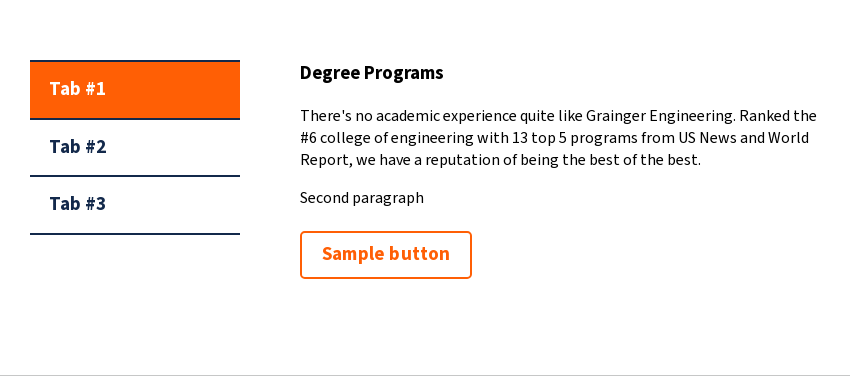 Tab #1
Tab #2
Tab #3
Degree Programs
There's no academic experience quite like Grainger Engineering. Ranked the
#6 college of engineering with 13 top 5 programs from US News and World
Report, we have a reputation of being the best of the best.
Second paragraph
Sample button